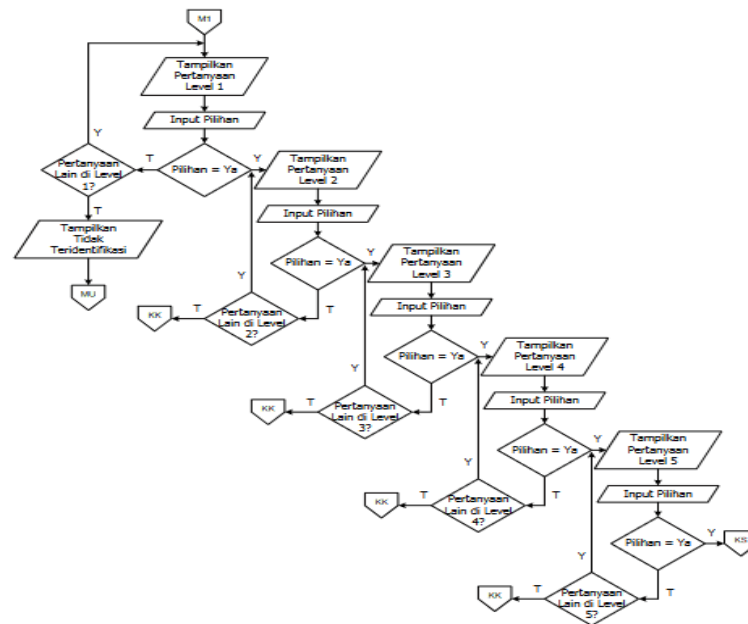 M1
Tampilkan
Pertanyaan
Level 1
Input Pilihan
Y
Pertanyaan
Lain di Level
1?
T
Pilihan = Ya
Y
Tampilkan
Pertanyaan
Level 2
T
Tampilkan
Tidak
Teridentifikasi
MU
Input Pilihan
Pilihan = Ya
Y
Tampilkan
Pertanyaan
Level 3
Y
T
KK
T
Pertanyaan
Lain di Level
2?
Input Pilihan
Pilihan = Ya
Y
Tampilkan
Pertanyaan
Level 4
Y
T
KK
T
Pertanyaan
Lain di Level
3?
Input Pilihan
Pilihan = Ya
Y
Tampilkan
Pertanyaan
Level 5
Y
T
KK
T
Pertanyaan
Lain di Level
4?
Input Pilihan
Pilihan = Ya
Y
KS
Y
T
KK
T
Pertanyaan
Lain di Level
5?